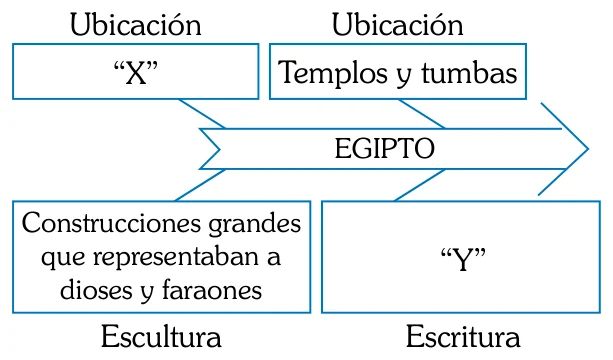 Ubicación
Ubicación
“X”
Templos y tumbas
EGIPTO
Construcciones grandes
que representaban a
dioses y faraones
“Y”
Escultura
Escritura